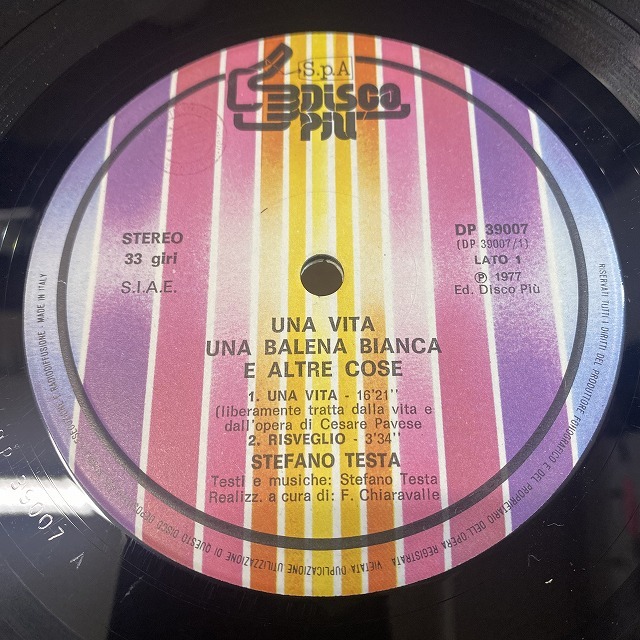 S.p.A
Disco
Più
STEREO
33 giri
S.I.A.E.
DP 39007
(DP 39007/1)
LATO 1
℗ 1977
Ed. Disco Più
UNA VITA
UNA BALENA BIANCA
E ALTRE COSE
1. UNA VITA - 16'21''
(liberamente tratta dalla vita e
dall'opera di Cesare Pavese
2. RISVEGLIO - 3'34''
STEFANO TESTA
Testi e musiche: Stefano Testa
Realizz. a cura di: F. Chiaravalle
RISERVATI TUTTI I DIRITTI DEL PRODUTTORE FONOGRAFICO E DEL PROPRIETARIO DELL'OPERA REGISTRATA VIETATA DUPLICAZIONE UTILIZZAZIONE DI QUESTO DISCO
E RADIODIFFUSIONE - MADE IN ITALY
39007 A